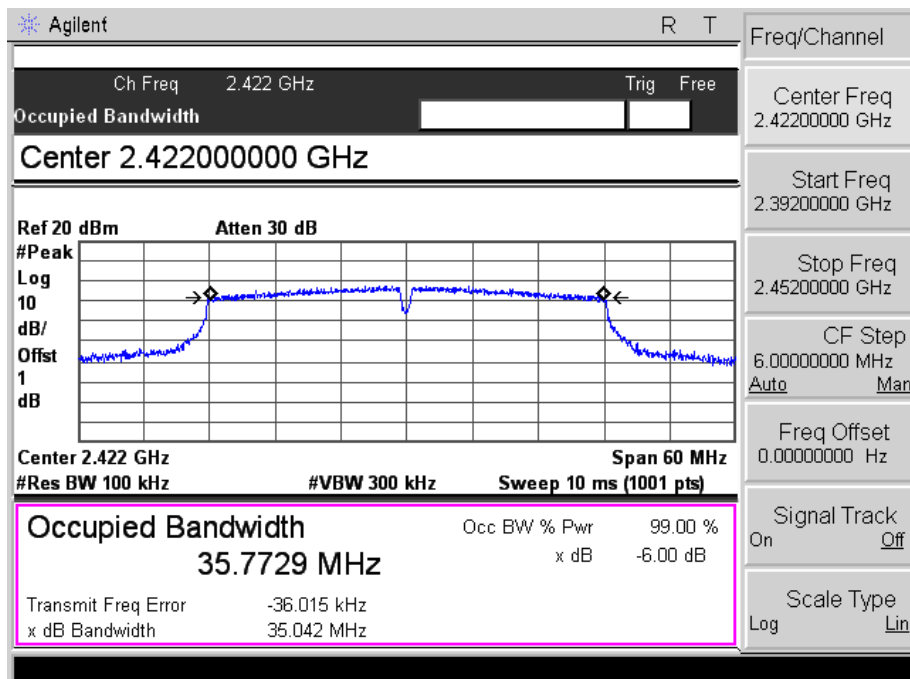 Agilent R T
Ch Freq 2.422 GHz Trig Free
Occupied Bandwidth
Center 2.422000000 GHz
Ref 20 dBm Atten 30 dB
#Peak
Log
10
dB/
Offst
1
dB
Center 2.422 GHz Span 60 MHz
#Res BW 100 kHz #VBW 300 kHz Sweep 10 ms (1001 pts)
Occupied Bandwidth
35.7729 MHz
Occ BW % Pwr 99.00 %
x dB -6.00 dB
Transmit Freq Error -36.015 kHz
x dB Bandwidth 35.042 MHz
Freq/Channel
Center Freq
2.42200000 GHz
Start Freq
2.39200000 GHz
Stop Freq
2.45200000 GHz
CF Step
6.00000000 MHz
Auto Man
Freq Offset
0.00000000 Hz
Signal Track
On Off
Scale Type
Log Lin